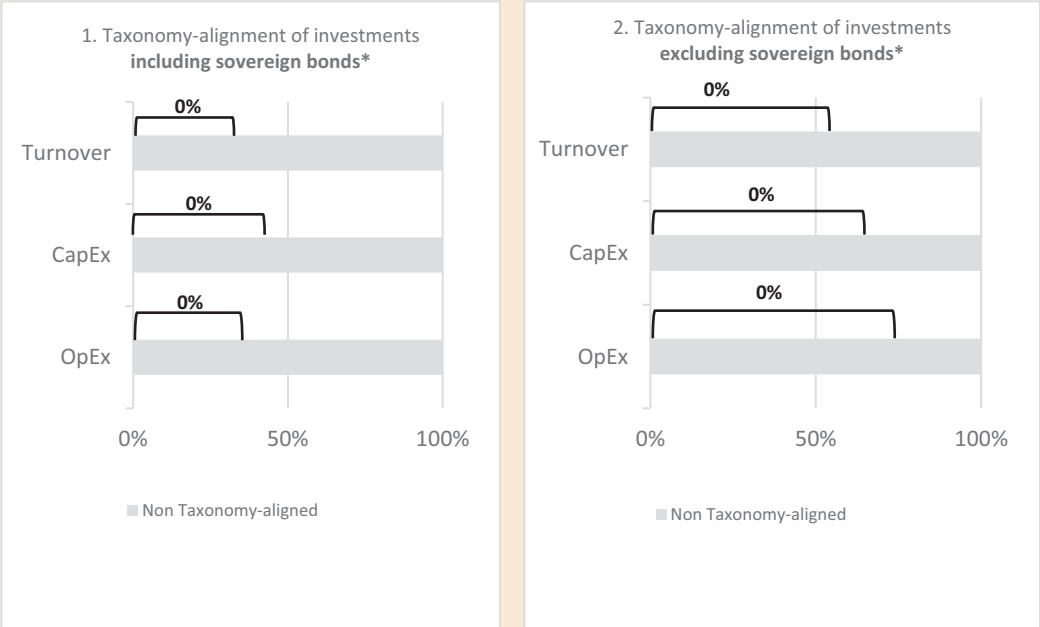 1. Taxonomy-alignment of investments
including sovereign bonds*
0%
Turnover
0%
CapEx
0%
OpEx
0% 50% 100%
Non Taxonomy-aligned
2. Taxonomy-alignment of investments
excluding sovereign bonds*
0%
Turnover
0%
CapEx
0%
OpEx
0% 50% 100%
Non Taxonomy-aligned